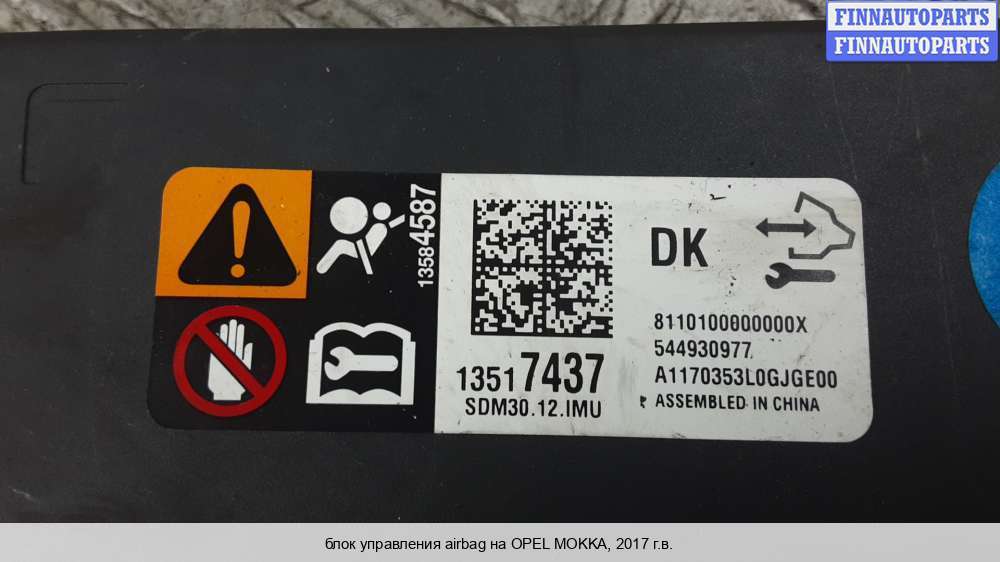 FINNAUTOPARTS
FINNAUTOPARTS
13584587
DK
8110100000000X
544930977
A1170353L0GJGE00
ASSEMBLED IN CHINA
13517437
SDM30.12.IMU
блок управления airbag на OPEL MOKKA, 2017 г.в.